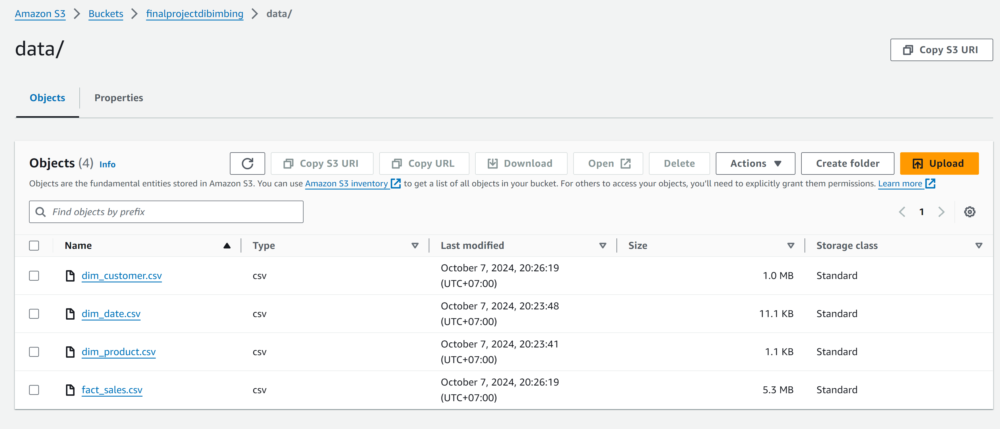 Amazon S3 > Buckets > finalprojectdibimbing > data/
data/
Copy S3 URI
Objects
Properties
Objects (4) Info
Copy S3 URI
Copy URL
Download
Open
Delete
Actions
Create folder
Upload
Objects are the fundamental entities stored in Amazon S3. You can use Amazon S3 inventory to get a list of all objects in your bucket. For others to access your objects, you’ll need to explicitly grant them permissions. Learn more
Find objects by prefix
1
Name Type Last modified Size Storage class
dim_customer.csv csv October 7, 2024, 20:26:19 (UTC+07:00) 1.0 MB Standard
dim_date.csv csv October 7, 2024, 20:23:48 (UTC+07:00) 11.1 KB Standard
dim_product.csv csv October 7, 2024, 20:23:41 (UTC+07:00) 1.1 KB Standard
fact_sales.csv csv October 7, 2024, 20:26:19 (UTC+07:00) 5.3 MB Standard